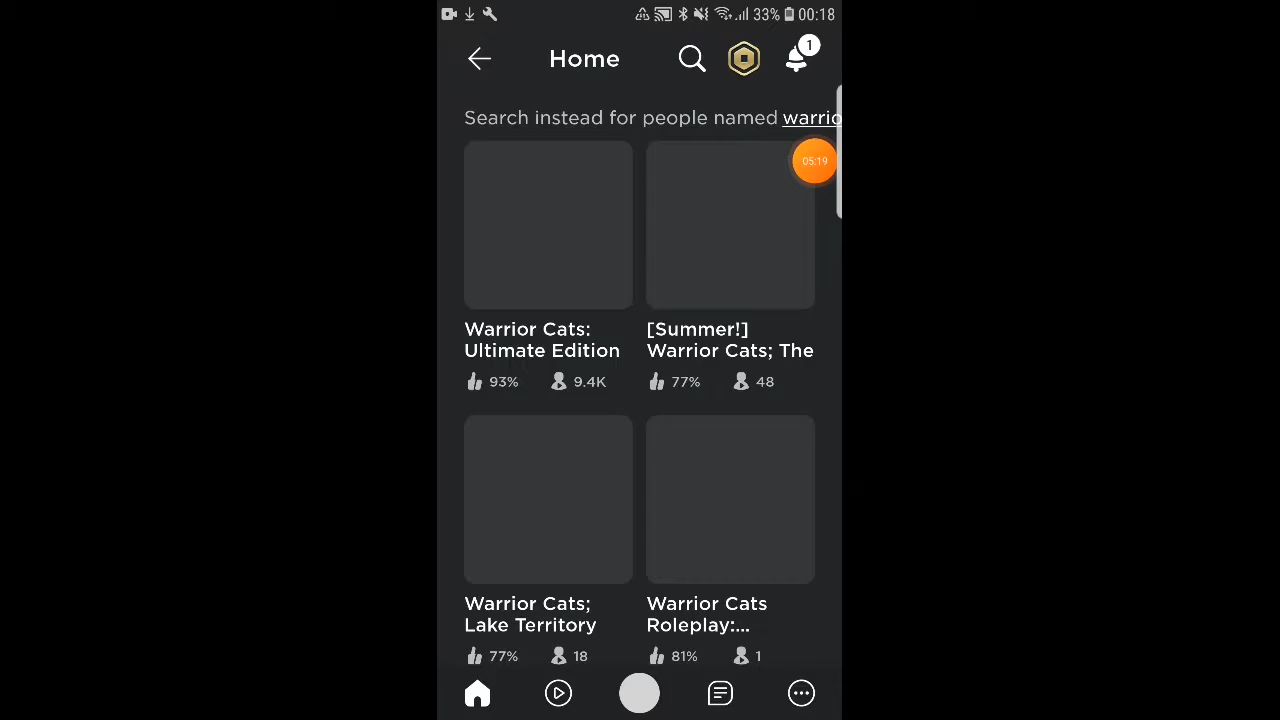 33% 00:18
Home
1
Search instead for people named warrio
05:19
Warrior Cats:
Ultimate Edition
93% 9.4K
[Summer!]
Warrior Cats; The
77% 48
Warrior Cats;
Lake Territory
77% 18
Warrior Cats
Roleplay:...
81% 1